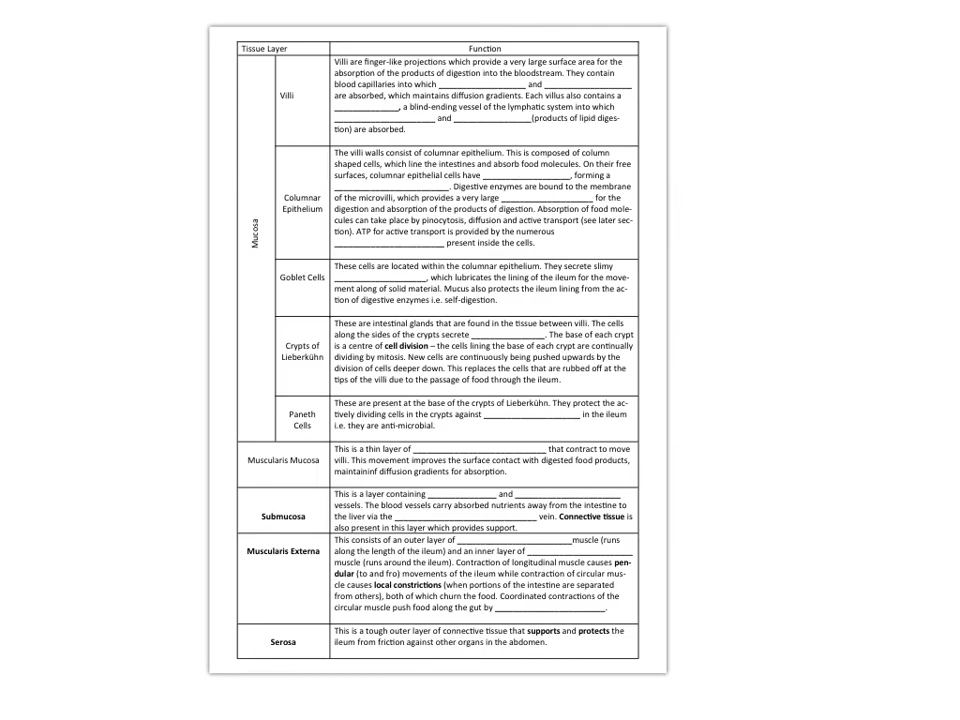 Tissue Layer Function
Mucosa
Villi
Villi are finger-like projections which provide a very large surface area for the
absorption of the products of digestion into the bloodstream. They contain
blood capillaries into which ____________________ and ____________________
are absorbed, which maintains diffusion gradients. Each villus also contains a
_______________, a blind-ending vessel of the lymphatic system into which
_______________________ and __________________(products of lipid diges-
tion) are absorbed.
Columnar
Epithelium
The villi walls consist of columnar epithelium. This is composed of column
shaped cells, which line the intestines and absorb food molecules. On their free
surfaces, columnar epithelial cells have ____________________, forming a
__________________________. Digestive enzymes are bound to the membrane
of the microvilli, which provides a very large _____________________ for the
digestion and absorption of the products of digestion. Absorption of food mole-
cules can take place by pinocytosis, diffusion and active transport (see later sec-
tion). ATP for active transport is provided by the numerous
_________________________ present inside the cells.
Goblet Cells
These cells are located within the columnar epithelium. They secrete slimy
_____________________, which lubricates the lining of the ileum for the move-
ment along of solid material. Mucus also protects the ileum lining from the ac-
tion of digestive enzymes i.e. self-digestion.
Crypts of
Lieberkühn
These are intestinal glands that are found in the tissue between villi. The cells
along the sides of the crypts secrete _________________. The base of each crypt
is a centre of cell division – the cells lining the base of each crypt are continually
dividing by mitosis. New cells are continuously being pushed upwards by the
division of cells deeper down. This replaces the cells that are rubbed off at the
tips of the villi due to the passage of food through the ileum.
Paneth
Cells
These are present at the base of the crypts of Lieberkühn. They protect the ac-
tively dividing cells in the crypts against ______________________ in the ileum
i.e. they are anti-microbial.
Muscularis Mucosa
This is a thin layer of ______________________________ that contract to move
villi. This movement improves the surface contact with digested food products,
maintaininf diffusion gradients for absorption.
Submucosa
This is a layer containing ________________ and ________________________
vessels. The blood vessels carry absorbed nutrients away from the intestine to
the liver via the ________________________________ vein. Connective tissue is
also present in this layer which provides support.
Muscularis Externa
This consists of an outer layer of __________________________muscle (runs
along the length of the ileum) and an inner layer of ________________________
muscle (runs around the ileum). Contraction of longitudinal muscle causes pen-
dular (to and fro) movements of the ileum while contraction of circular mus-
cle causes local constrictions (when portions of the intestine are separated
from others), both of which churn the food. Coordinated contractions of the
circular muscle push food along the gut by _________________________.
Serosa
This is a tough outer layer of connective tissue that supports and protects the
ileum from friction against other organs in the abdomen.